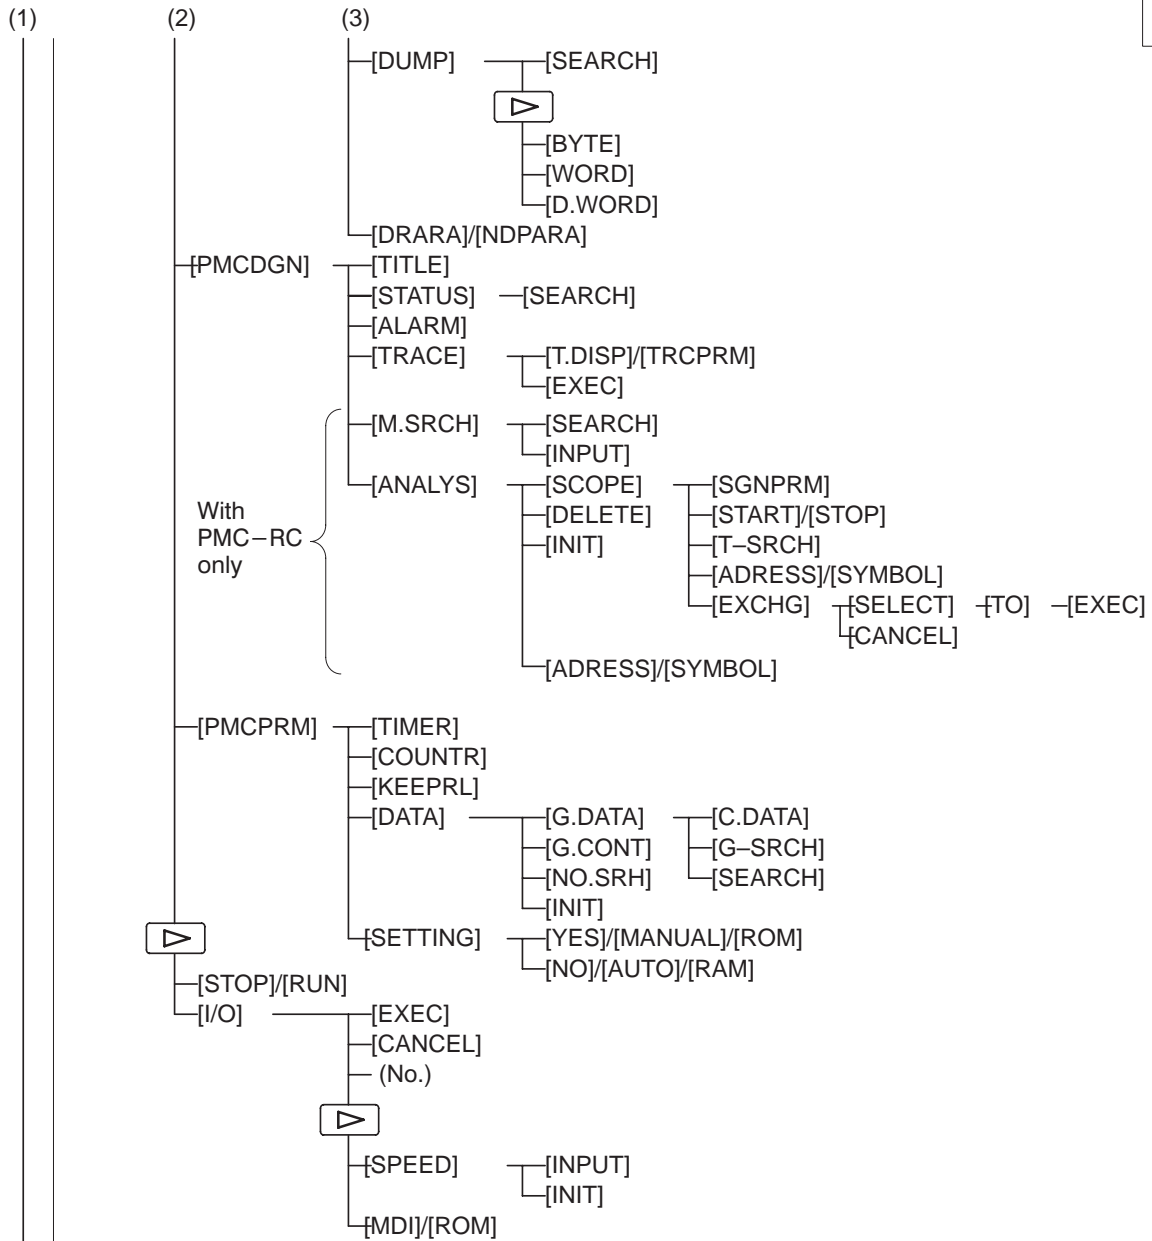 (1) (2) (3)
[DUMP] [SEARCH]
[BYTE]
[WORD]
[D.WORD]
[DRARA]/[NDPARA]
[PMCDGN] [TITLE]
[STATUS] [SEARCH]
[ALARM]
[TRACE] [T.DISP]/[TRCPRM]
[EXEC]
[M.SRCH] [SEARCH]
[INPUT]
[ANALYS] [SCOPE] [SGNPRM]
With [DELETE] [START]/[STOP]
PMC–RC [INIT] [T–SRCH]
only [ADRESS]/[SYMBOL]
[EXCHG] [SELECT] [TO] [EXEC]
[CANCEL]
[ADRESS]/[SYMBOL]
[PMCPRM] [TIMER]
[COUNTR]
[KEEPRL]
[DATA] [G.DATA] [C.DATA]
[G.CONT] [G–SRCH]
[NO.SRH] [SEARCH]
[INIT]
[SETTING] [YES]/[MANUAL]/[ROM]
[NO]/[AUTO]/[RAM]
[STOP]/[RUN]
[I/O] [EXEC]
[CANCEL]
(No.)
[SPEED] [INPUT]
[INIT]
[MDI]/[ROM]